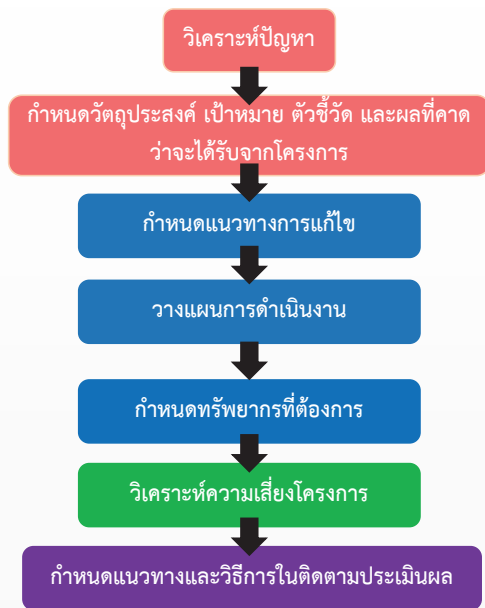 วิเคราะห์ปัญหา
กำหนดวัตถุประสงค์ เป้าหมาย ตัวชี้วัด และผลที่คาด
ว่าจะได้รับจากโครงการ
กำหนดแนวทางการแก้ไข
วางแผนการดำเนินงาน
กำหนดทรัพยากรที่ต้องการ
วิเคราะห์ความเสี่ยงโครงการ
กำหนดแนวทางและวิธีการในติดตามประเมินผล